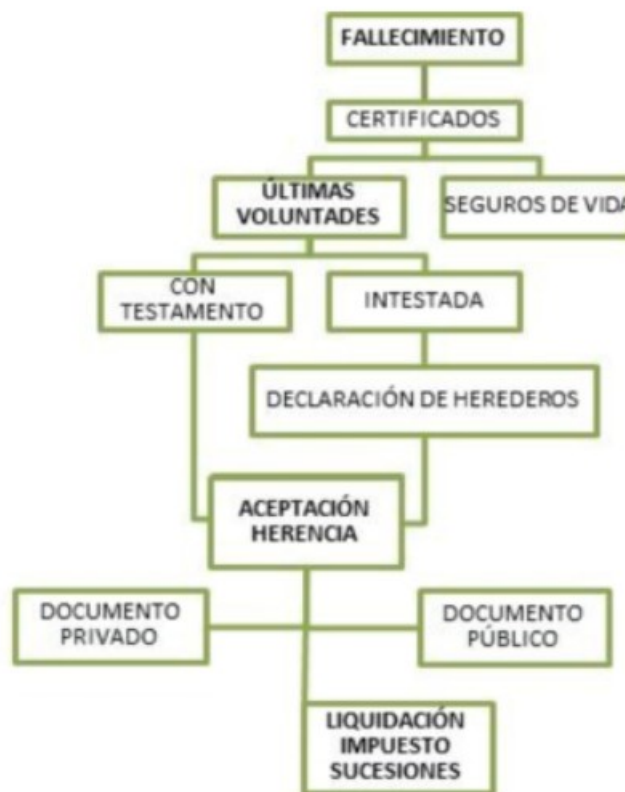 FALLECIMIENTO
CERTIFICADOS
ÚLTIMAS
VOLUNTADES
SEGUROS DE VIDA
CON
TESTAMENTO
INTESTADA
DECLARACIÓN DE HEREDEROS
ACEPTACIÓN
HERENCIA
DOCUMENTO
PRIVADO
DOCUMENTO
PÚBLICO
LIQUIDACIÓN
IMPUESTO
SUCESIONES